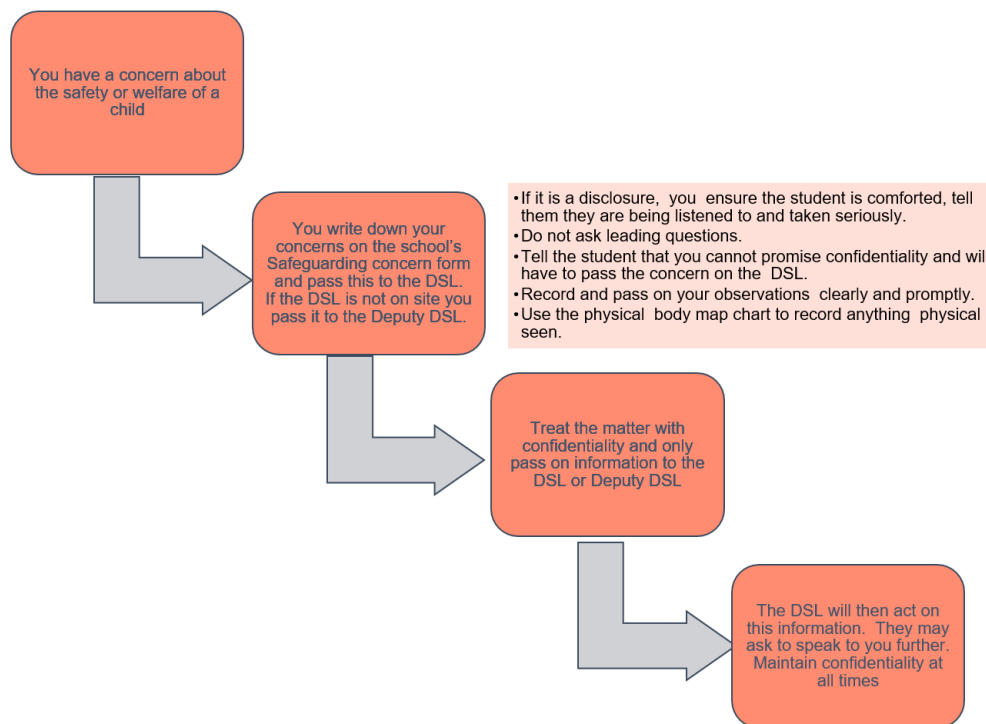 You have a concern about
the safety or welfare of a
child
You write down your
concerns on the school's
Safeguarding concern form
and pass this to the DSL.
If the DSL is not on site you
pass it to the Deputy DSL.
•If it is a disclosure, you ensure the student is comforted, tell
them they are being listened to and taken seriously.
•Do not ask leading questions.
•Tell the student that you cannot promise confidentiality and wil
have to pass the concern on the DSL.
•Record and pass on your observations clearly and promptly.
•Use the physical body map chart to record anything physical
seen.
Treat the matter with
confidentiality and only
pass on information to the
DSL or Deputy DSL
The DSL will then act on
this information. They may
ask to speak to you further.
Maintain confidentiality at
all times